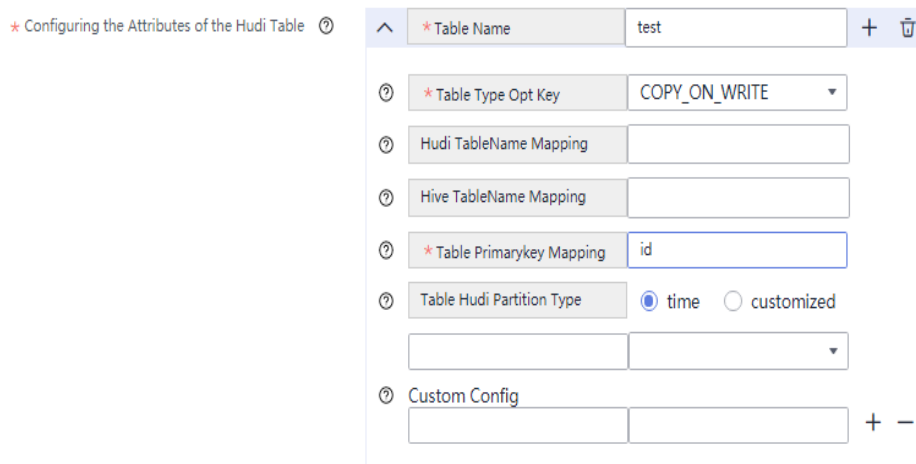 * Configuring the Attributes of the Hudi Table
* Table Name test
* Table Type Opt Key COPY_ON_WRITE
Hudi TableName Mapping
Hive TableName Mapping
* Table Primarykey Mapping id
Table Hudi Partition Type time customized
Custom Config